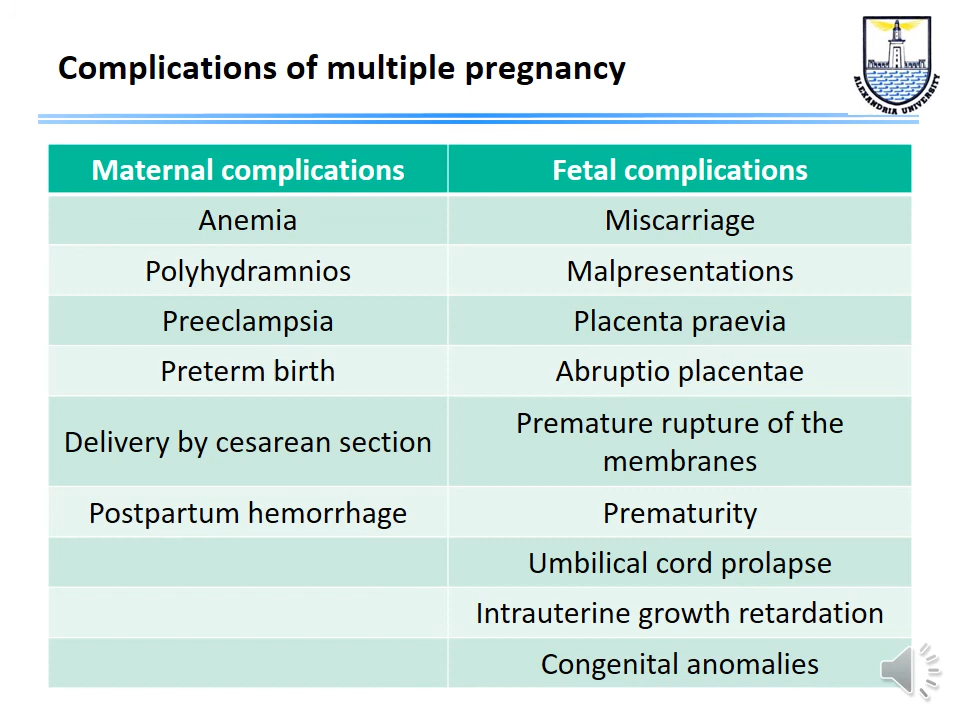 Complications of multiple pregnancy
ALEXANDRIA UNIVERSITY
Maternal complications
Fetal complications
Anemia
Miscarriage
Polyhydramnios
Malpresentations
Preeclampsia
Placenta praevia
Preterm birth
Abruptio placentae
Delivery by cesarean section
Premature rupture of the
membranes
Postpartum hemorrhage
Prematurity
Umbilical cord prolapse
Intrauterine growth retardation
Congenital anomalies